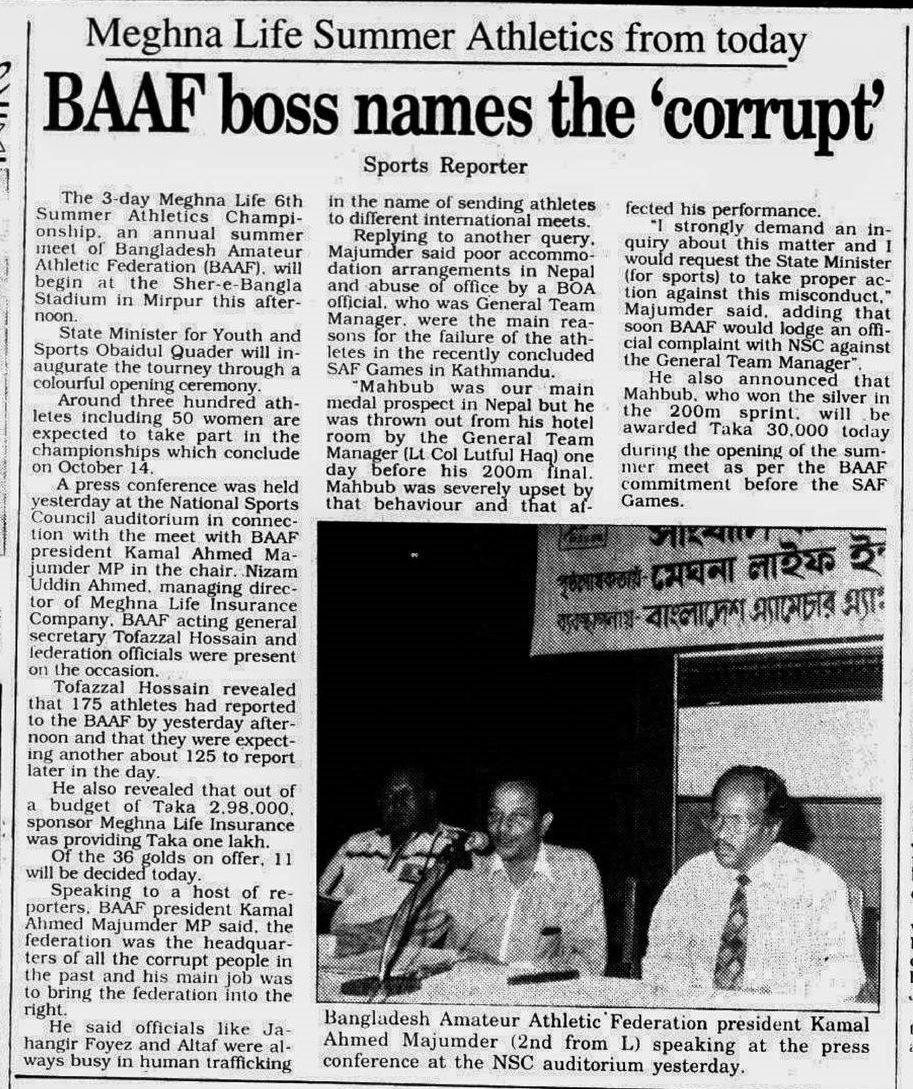 Meghna Life Summer Athletics from today
BAAF boss names the ‘corrupt’
Sports Reporter
The 3-day Meghna Life 6th
Summer Athletics Champi-
onship, an annual summer
meet of Bangladesh Amateur
Athletic Federation (BAAF), will
begin at the Sher-e-Bangla
Stadium in Mirpur this after-
noon.
State Minister for Youth and
Sports Obaidul Quader will in-
augurate the tourney through a
colourful opening ceremony.
Around three hundred ath-
letes including 50 women are
expected to take part in the
championships which conclude
on October 14.
A press conference was held
yesterday at the National Sports
Council auditorium in connec-
tion with the meet with BAAF
president Kamal Ahmed Ma-
jumder MP in the chair. Nizam
Uddin Ahmed, managing direc-
tor of Meghna Life Insurance
Company, BAAF acting general
secretary Tofazzal Hossain and
federation officials were present
on the occasion.
Tofazzal Hossain revealed
that 175 athletes had reported
to the BAAF by yesterday after-
noon and that they were expect-
ing another about 125 to report
later in the day.
He also revealed that out of
a budget of Taka 2,98,000,
sponsor Meghna Life Insurance
was providing Taka one lakh.
Of the 36 golds on offer, 11
will be decided today.
Speaking to a host of re-
porters, BAAF president Kamal
Ahmed Majumder MP said, the
federation was the headquar-
ters of all the corrupt people in
the past and his main job was
to bring the federation into the
right.
He said officials like Ja-
hangir Foyez and Altaf were al-
ways busy in human trafficking
in the name of sending athletes
to different international meets.
Replying to another query,
Majumder said poor accommo-
dation arrangements in Nepal
and abuse of office by a BOA
official, who was General Team
Manager, were the main rea-
sons for the failure of the ath-
letes in the recently concluded
SAF Games in Kathmandu.
"Mahbub was our main
medal prospect in Nepal but he
was thrown out from his hotel
room by the General Team
Manager (Lt Col Lutful Haq) one
day before his 200m final.
Mahbub was severely upset by
that behaviour and that af-
fected his performance.
"I strongly demand an in-
quiry about this matter and I
would request the State Minister
(for sports) to take proper ac-
tion against this misconduct,"
Majumder said, adding that
soon BAAF would lodge an offi-
cial complaint with NSC against
the General Team Manager".
He also announced that
Mahbub, who won the silver in
the 200m sprint, will be
awarded Taka 30,000 today
during the opening of the sum-
mer meet as per the BAAF
commitment before the SAF
Games.
পৃষ্ঠপোষকতায়- মেঘনা লাইফ ই
ব্যবস্থাপনায়- বাংলাদেশ এ্যামেচার এ্যা
Bangladesh Amateur Athletic Federation president Kamal
Ahmed Majumder (2nd from L) speaking at the press
conference at the NSC auditorium yesterday.